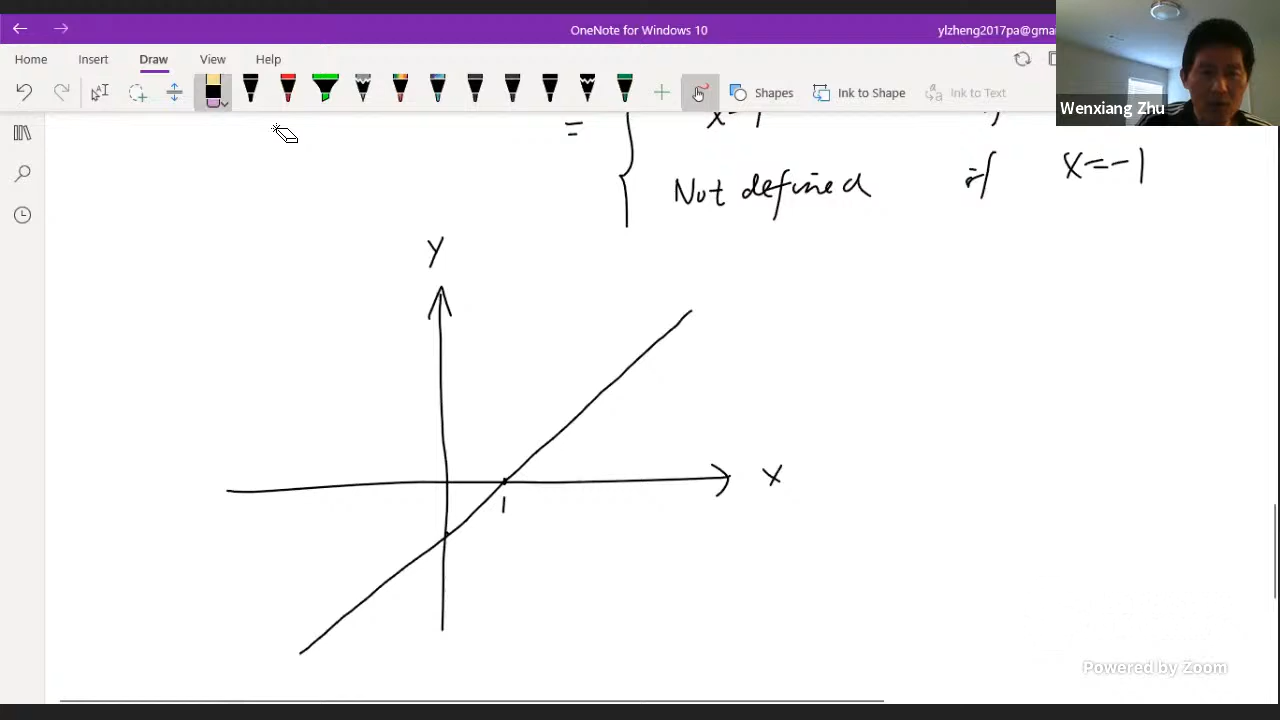 OneNote for Windows 10
ylzheng2017pa@gma
Home Insert Draw View Help
Shapes Ink to Shape Ink to Text
Wenxiang Zhu
= x-1
Not defined if x=-1
Y
X
1
Powered by Zoom